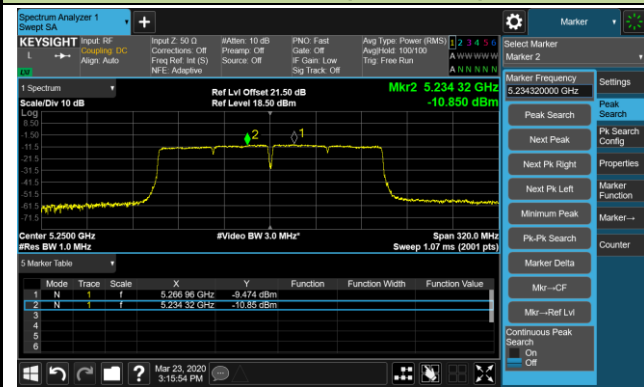 Spectrum Analyzer 1
Swept SA
+
Marker
KEYSIGHT
L
Input: RF
Coupling: DC
Align: Auto
Input Z: 50 Ω
Corrections: Off
Freq Ref: Int (S)
NFE: Adaptive
#Atten: 10 dB
Preamp: Off
Source: Off
PNO: Fast
Gate: Off
IF Gain: Low
Sig Track: Off
Avg Type: Power (RMS)
Avg|Hold: 100/100
Trig: Free Run
1 2 3 4 5 6
A W W W W W
A N N N N N
Select Marker
Marker 2
1 Spectrum
Scale/Div 10 dB
Ref Lvl Offset 21.50 dB
Ref Level 18.50 dBm
Mkr2 5.234 32 GHz
-10.850 dBm
Log
8.50
-1.50
-11.5
-21.5
-31.5
-41.5
-51.5
-61.5
-71.5
2
1
Center 5.2500 GHz
#Res BW 1.0 MHz
#Video BW 3.0 MHz*
Span 320.0 MHz
Sweep 1.07 ms (2001 pts)
5 Marker Table
Mode Trace Scale X Y Function Function Width Function Value
1 N 1 f 5.266 96 GHz -9.474 dBm
2 N 1 f 5.234 32 GHz -10.85 dBm
3
4
5
6
Marker Frequency
5.234320000 GHz
Peak Search
Next Peak
Next Pk Right
Next Pk Left
Minimum Peak
Pk-Pk Search
Marker Delta
Mkr→CF
Mkr→Ref Lvl
Continuous Peak
Search
On
Off
Settings
Peak
Search
Pk Search
Config
Properties
Marker
Function
Marker→
Counter
?
Mar 23, 2020
3:15:54 PM